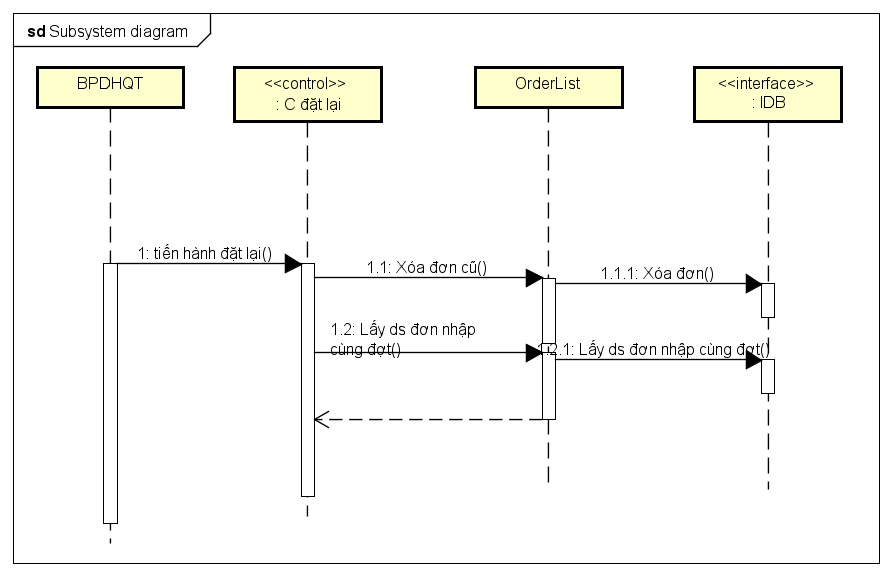 sd Subsystem diagram
BPDHQT
<<control>>
: C đặt lại
OrderList
<<interface>>
: IDB
1: tiến hành đặt lại()
1.1: Xóa đơn cũ()
1.1.1: Xóa đơn()
1.2: Lấy ds đơn nhập
cùng đợt()
1.2.1: Lấy ds đơn nhập cùng đợt()